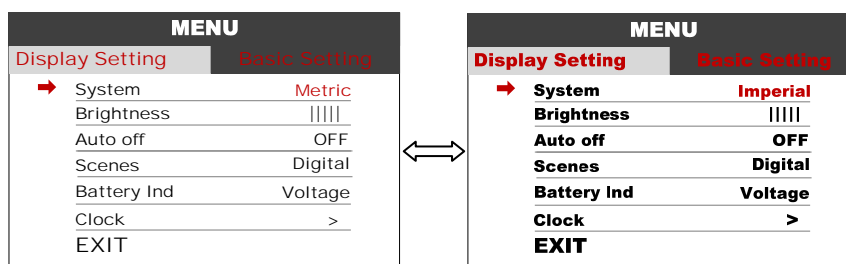 MENU
Display Setting Basic Setting
System Metric
Brightness |||||
Auto off OFF
Scenes Digital
Battery Ind Voltage
Clock >
EXIT
MENU
Display Setting Basic Setting
System Imperial
Brightness |||||
Auto off OFF
Scenes Digital
Battery Ind Voltage
Clock >
EXIT